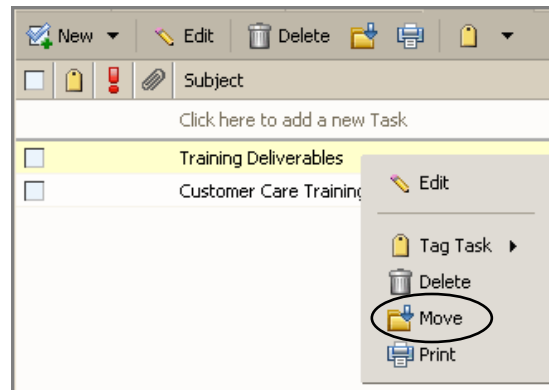 New Edit Delete
Subject
Click here to add a new Task
Training Deliverables
Customer Care Training
Edit
Tag Task
Delete
Move
Print